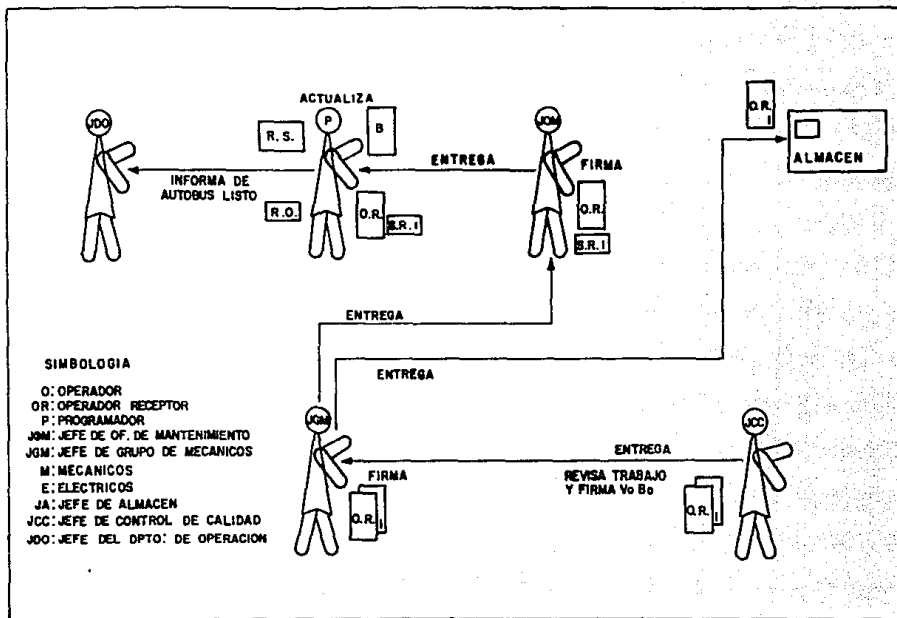 ACTUALIZA
JDO
R. S.
P
B
JOM
O.R.
I
ALMACEN
ENTREGA
FIRMA
INFORMA DE
AUTOBUS LISTO
R.O.
O.R.
S.R. I
O.R.
S.R. I
ENTREGA
ENTREGA
SIMBOLOGIA
O: OPERADOR
OR: OPERADOR RECEPTOR
P: PROGRAMADOR
JOM: JEFE DE OF. DE MANTENIMIENTO
JGM: JEFE DE GRUPO DE MECANICOS
M: MECANICOS
E: ELECTRICOS
JA: JEFE DE ALMACEN
JCC: JEFE DE CONTROL DE CALIDAD
JDO: JEFE DEL DPTO: DE OPERACION
JGM
FIRMA
O.R.
I
ENTREGA
REVISA TRABAJO
Y FIRMA Vo Bo
JCC
O.R.
I